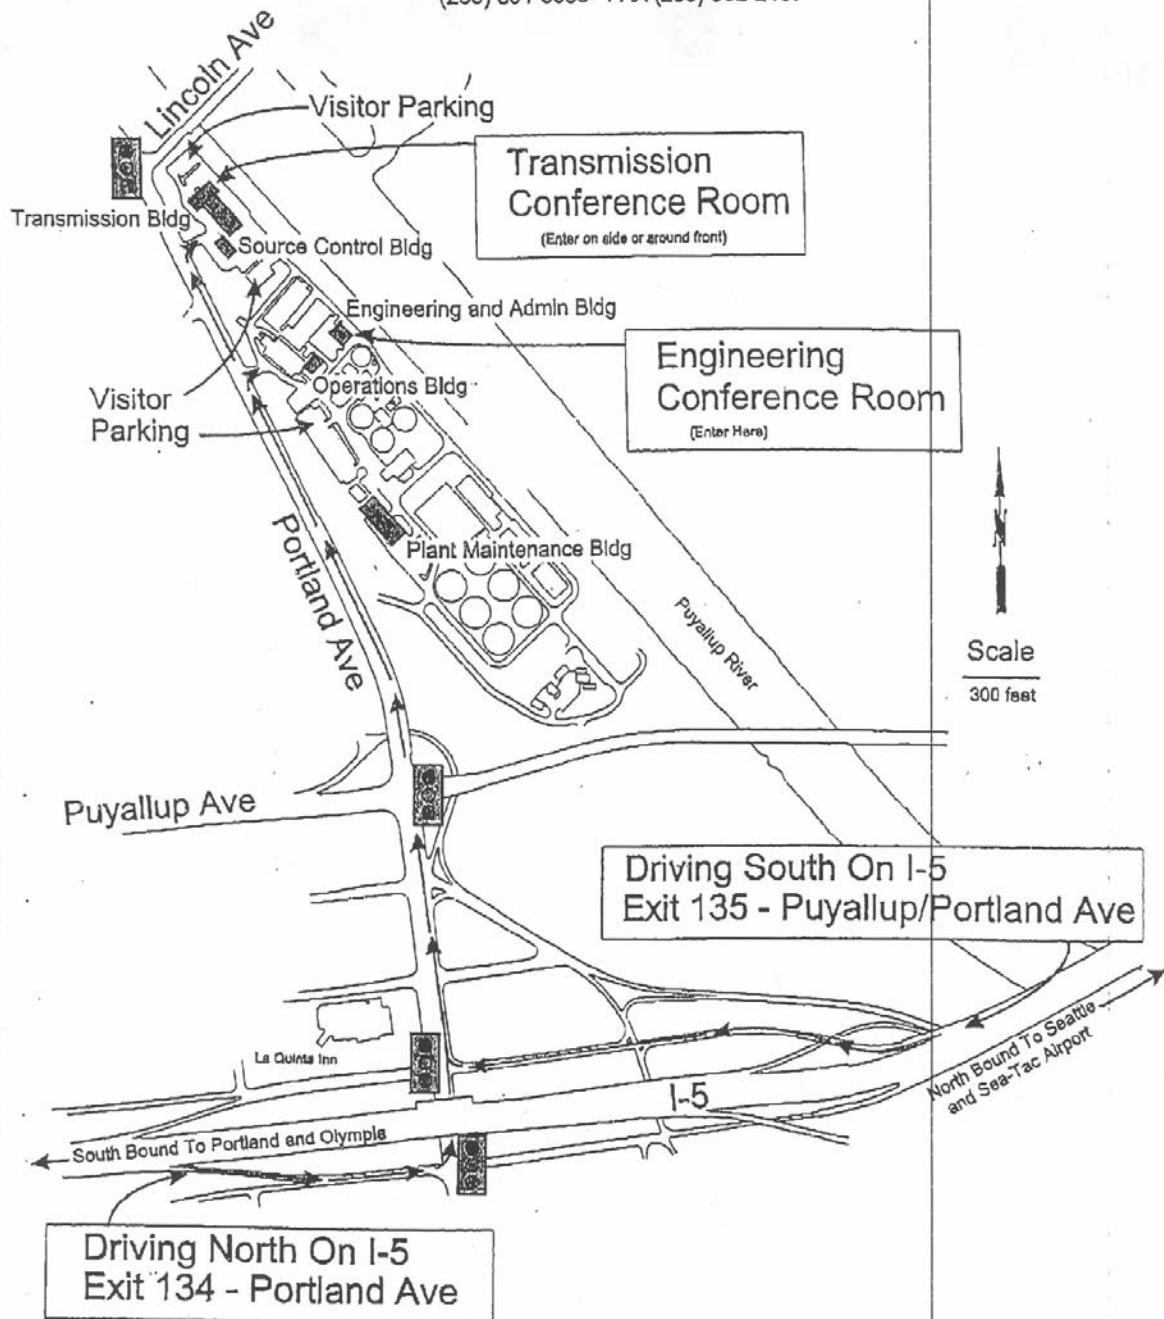 Lincoln Ave
Visitor Parking
Transmission
Conference Room
(Enter on side or around front)
Transmission Bldg
Source Control Bldg
Engineering and Admin Bldg
Engineering
Conference Room
(Enter Here)
Operations Bldg
Visitor
Parking
Portland Ave
Plant Maintenance Bldg
Puyallup River
N
Scale
300 feet
Puyallup Ave
Driving South On I-5
Exit 135 - Puyallup/Portland Ave
La Quinta Inn
I-5
North Bound To Seattle
and Sea-Tac Airport
South Bound To Portland and Olympia
Driving North On I-5
Exit 134 - Portland Ave